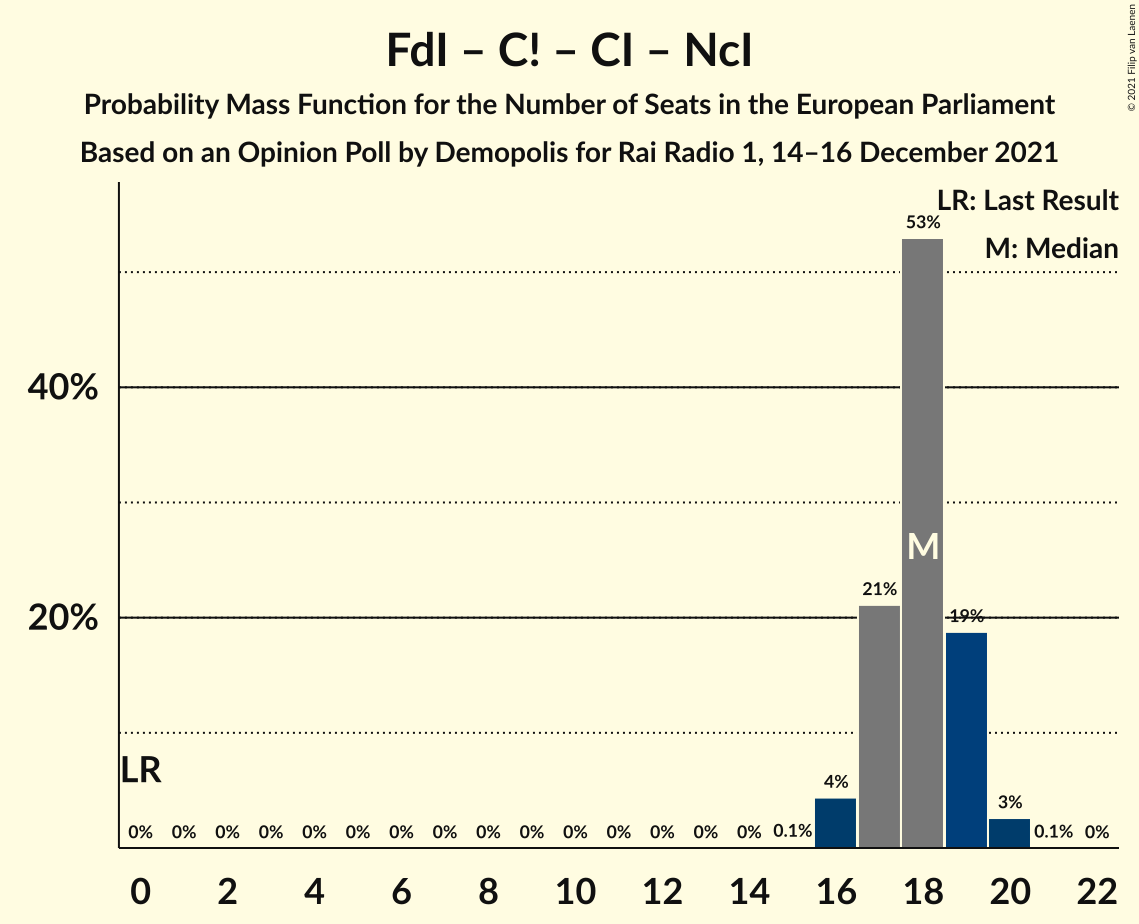 FdI – C! – CI – NcI
Probability Mass Function for the Number of Seats in the European Parliament
Based on an Opinion Poll by Demopolis for Rai Radio 1, 14–16 December 2021
© 2021 Filip van Laenen
LR: Last Result
M: Median
53%
40%
M
21%
20%
19%
LR
4%
3%
0% 0% 0% 0% 0% 0% 0% 0% 0% 0% 0% 0% 0% 0% 0% 0.1% 0.1% 0%
0 2 4 6 8 10 12 14 16 18 20 22